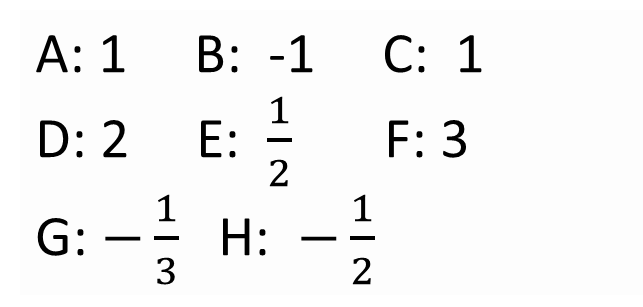 A: 1 B: -1 C: 1
D: 2 E: 1/2 F: 3
G: −1/3 H: −1/2